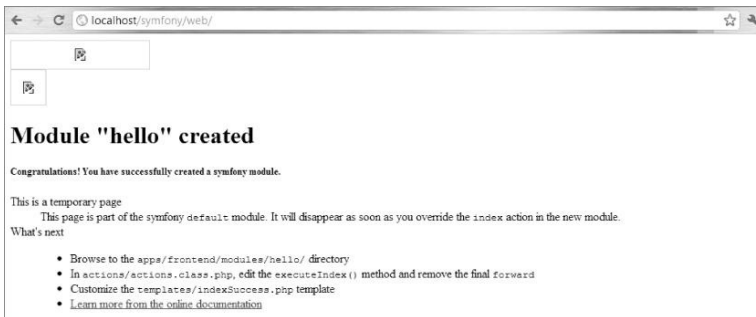 localhost/symfony/web/
Module "hello" created
Congratulations! You have successfully created a symfony module.
This is a temporary page
This page is part of the symfony default module. It will disappear as soon as you override the index action in the new module.
What's next
Browse to the apps/frontend/modules/hello/ directory
In actions/actions.class.php, edit the executeIndex() method and remove the final forward
Customize the templates/indexSuccess.php template
Learn more from the online documentation